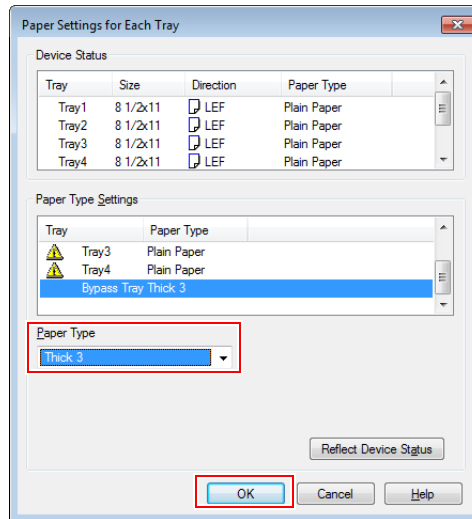 Paper Settings for Each Tray
Device Status
Tray Size Direction Paper Type
Tray1 8 1/2x11 LEF Plain Paper
Tray2 8 1/2x11 LEF Plain Paper
Tray3 8 1/2x11 LEF Plain Paper
Tray4 8 1/2x11 LEF Plain Paper
Paper Type Settings
Tray Paper Type
Tray3 Plain Paper
Tray4 Plain Paper
Bypass Tray Thick 3
Paper Type
Thick 3
Reflect Device Status
OK Cancel Help